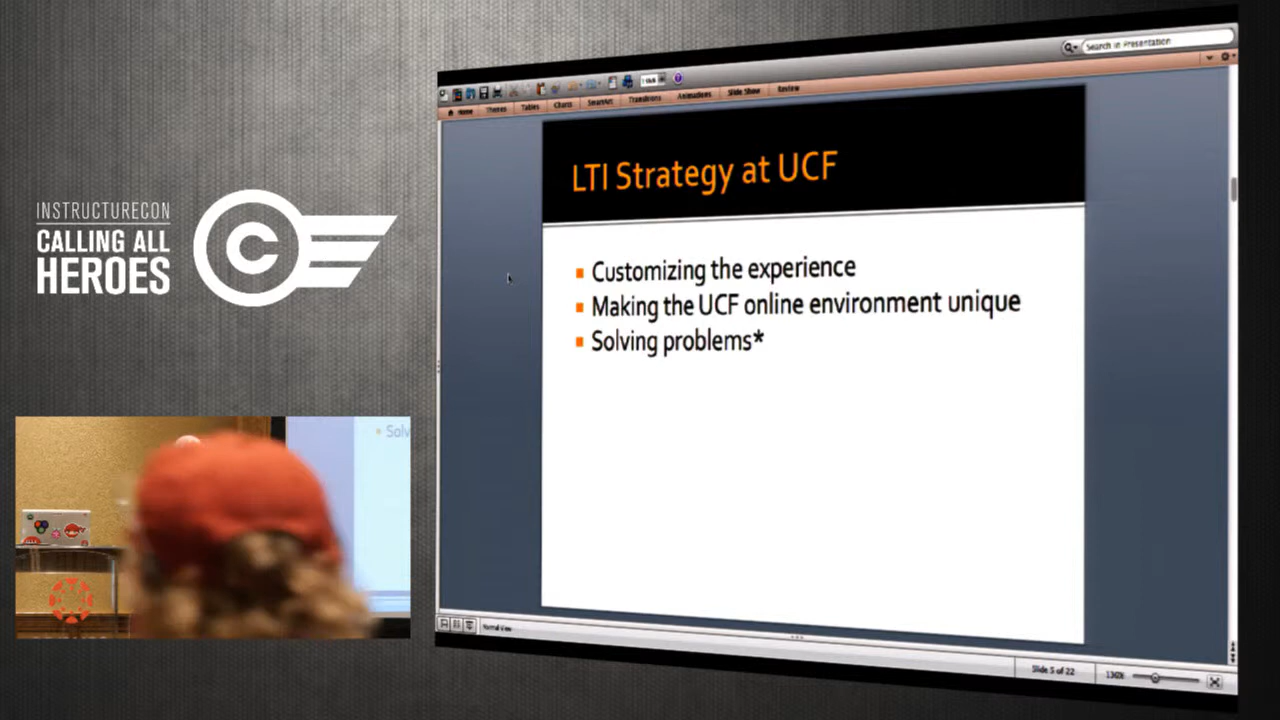 INSTRUCTURECON
CALLING ALL
HEROES
Search in Presentation
Home Themes Tables Charts SmartArt Transitions Animations Slide Show Review
LTI Strategy at UCF
Customizing the experience
Making the UCF online environment unique
Solving problems*
Solv
Normal View
Slide 5 of 22
136%